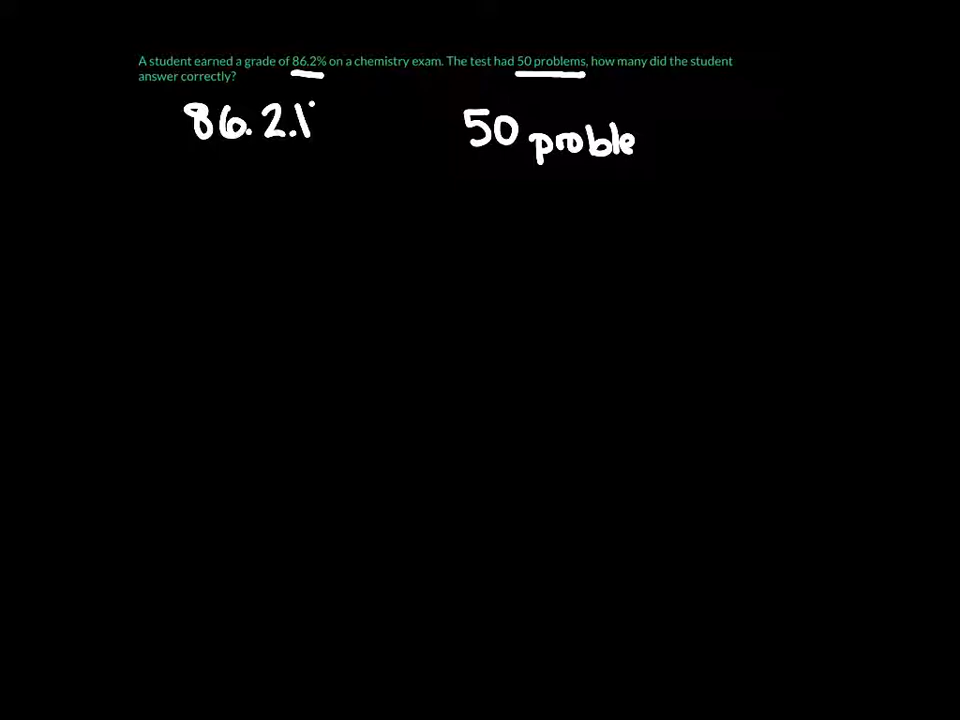 A student earned a grade of 86.2% on a chemistry exam. The test had 50 problems, how many did the student
answer correctly?
86.2% 50 proble